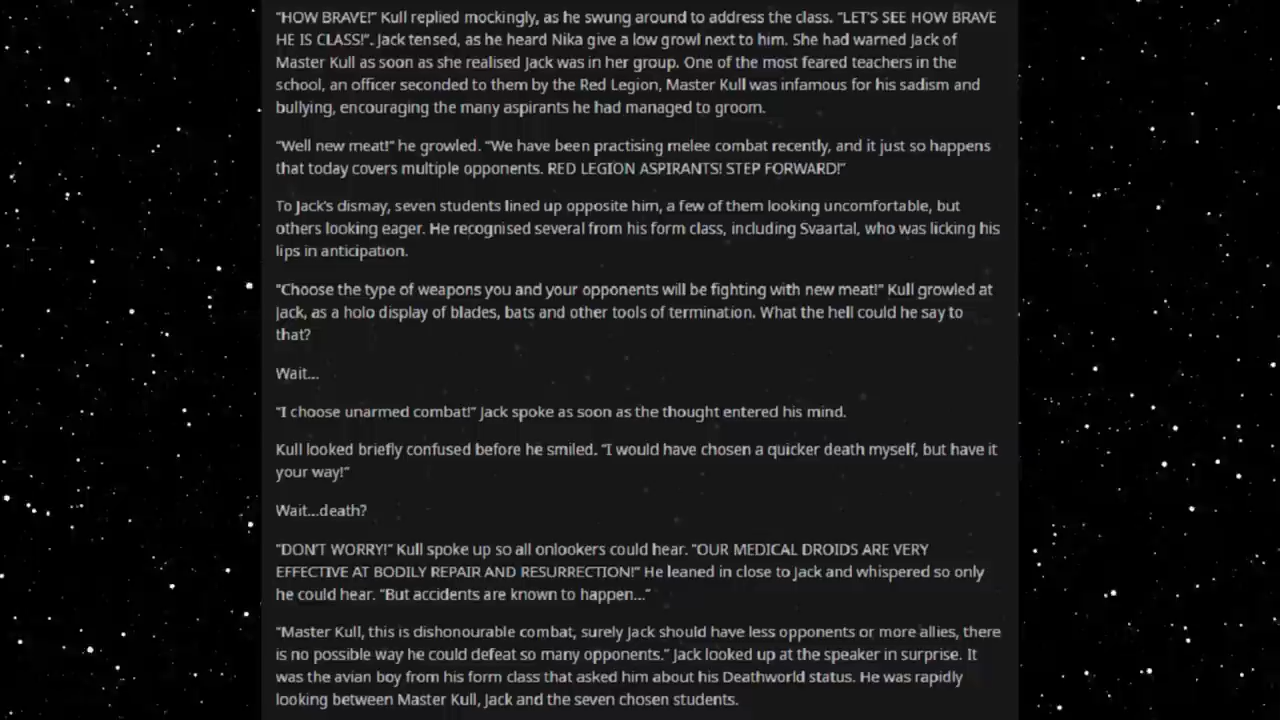 “HOW BRAVE!” Kull replied mockingly, as he swung around to address the class. “LET’S SEE HOW BRAVE
HE IS CLASS!”. Jack tensed, as he heard Nika give a low growl next to him. She had warned Jack of
Master Kull as soon as she realised Jack was in her group. One of the most feared teachers in the
school, an officer seconded to them by the Red Legion, Master Kull was infamous for his sadism and
bullying, encouraging the many aspirants he had managed to groom.
“Well new meat!” he growled. “We have been practising melee combat recently, and it just so happens
that today covers multiple opponents. RED LEGION ASPIRANTS! STEP FORWARD!”
To Jack’s dismay, seven students lined up opposite him, a few of them looking uncomfortable, but
others looking eager. He recognised several from his form class, including Svaartal, who was licking his
lips in anticipation.
“Choose the type of weapons you and your opponents will be fighting with new meat!” Kull growled at
Jack, as a holo display of blades, bats and other tools of termination. What the hell could he say to
that?
Wait...
“I choose unarmed combat!” Jack spoke as soon as the thought entered his mind.
Kull looked briefly confused before he smiled. “I would have chosen a quicker death myself, but have it
your way!”
Wait...death?
“DON’T WORRY!” Kull spoke up so all onlookers could hear. “OUR MEDICAL DROIDS ARE VERY
EFFECTIVE AT BODILY REPAIR AND RESURRECTION!” He leaned in close to Jack and whispered so only
he could hear. “But accidents are known to happen...”
“Master Kull, this is dishonourable combat, surely Jack should have less opponents or more allies, there
is no possible way he could defeat so many opponents.” Jack looked up at the speaker in surprise. It
was the avian boy from his form class that asked him about his Deathworld status. He was rapidly
looking between Master Kull, Jack and the seven chosen students.